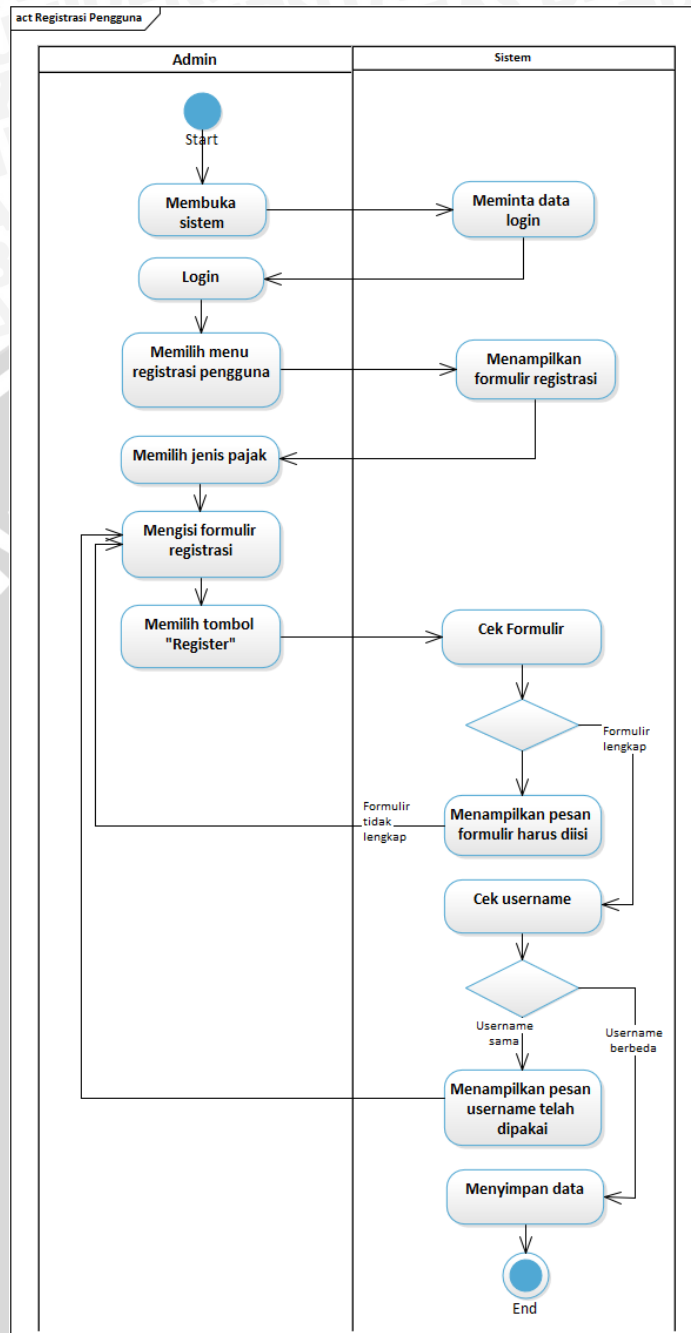 act Registrasi Pengguna
Admin
Sistem
Start
Membuka
sistem
Meminta data
login
Login
Memilih menu
registrasi pengguna
Menampilkan
formulir registrasi
Memilih jenis pajak
Mengisi formulir
registrasi
Memilih tombol
"Register"
Cek Formulir
Formulir
lengkap
Formulir
tidak
lengkap
Menampilkan pesan
formulir harus diisi
Cek username
Username
sama
Username
berbeda
Menampilkan pesan
username telah
dipakai
Menyimpan data
End